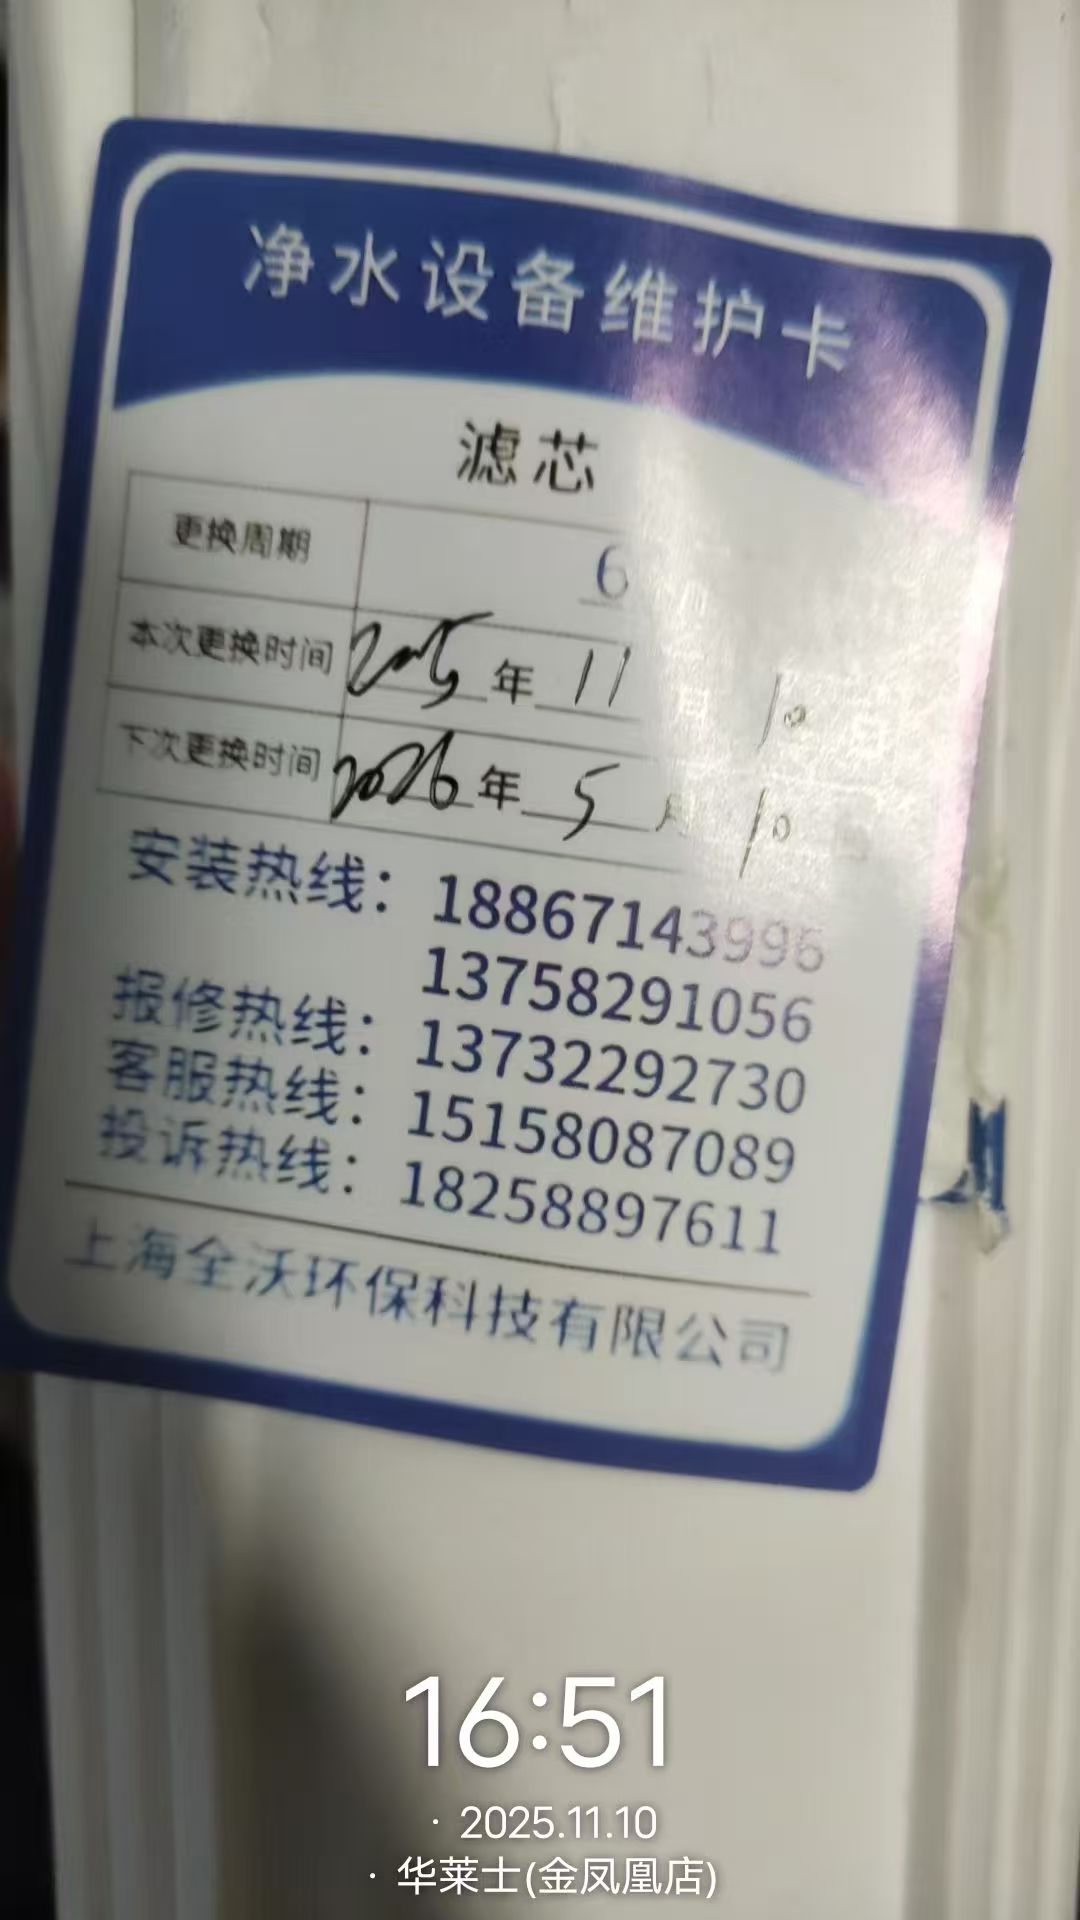 净水设备维护卡
滤芯
更换周期 6 个月
本次更换时间 2025年11月10日
下次更换时间 2026年5月10日
安装热线：18867143996
13758291056
报修热线：13732292730
客服热线：15158087089
投诉热线：18258897611
上海全沃环保科技有限公司
16:51
· 2025.11.10
· 华莱士(金凤凰店)